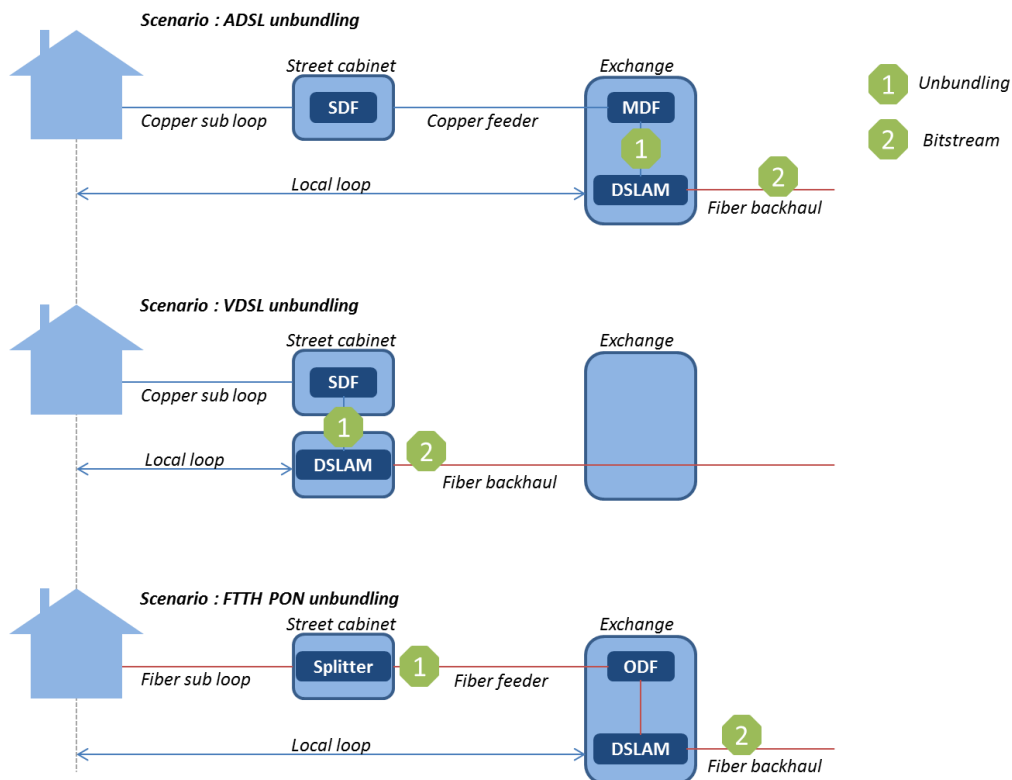 Scenario : ADSL unbundling
Street cabinet
Exchange
SDF
MDF
1
Unbundling
Copper sub loop
Copper feeder
1
2
Bitstream
Local loop
DSLAM
2
Fiber backhaul
Scenario : VDSL unbundling
Street cabinet
Exchange
SDF
Copper sub loop
1
Local loop
DSLAM
2
Fiber backhaul
Scenario : FTTH PON unbundling
Street cabinet
Exchange
Splitter
1
ODF
Fiber sub loop
Fiber feeder
Local loop
DSLAM
2
Fiber backhaul